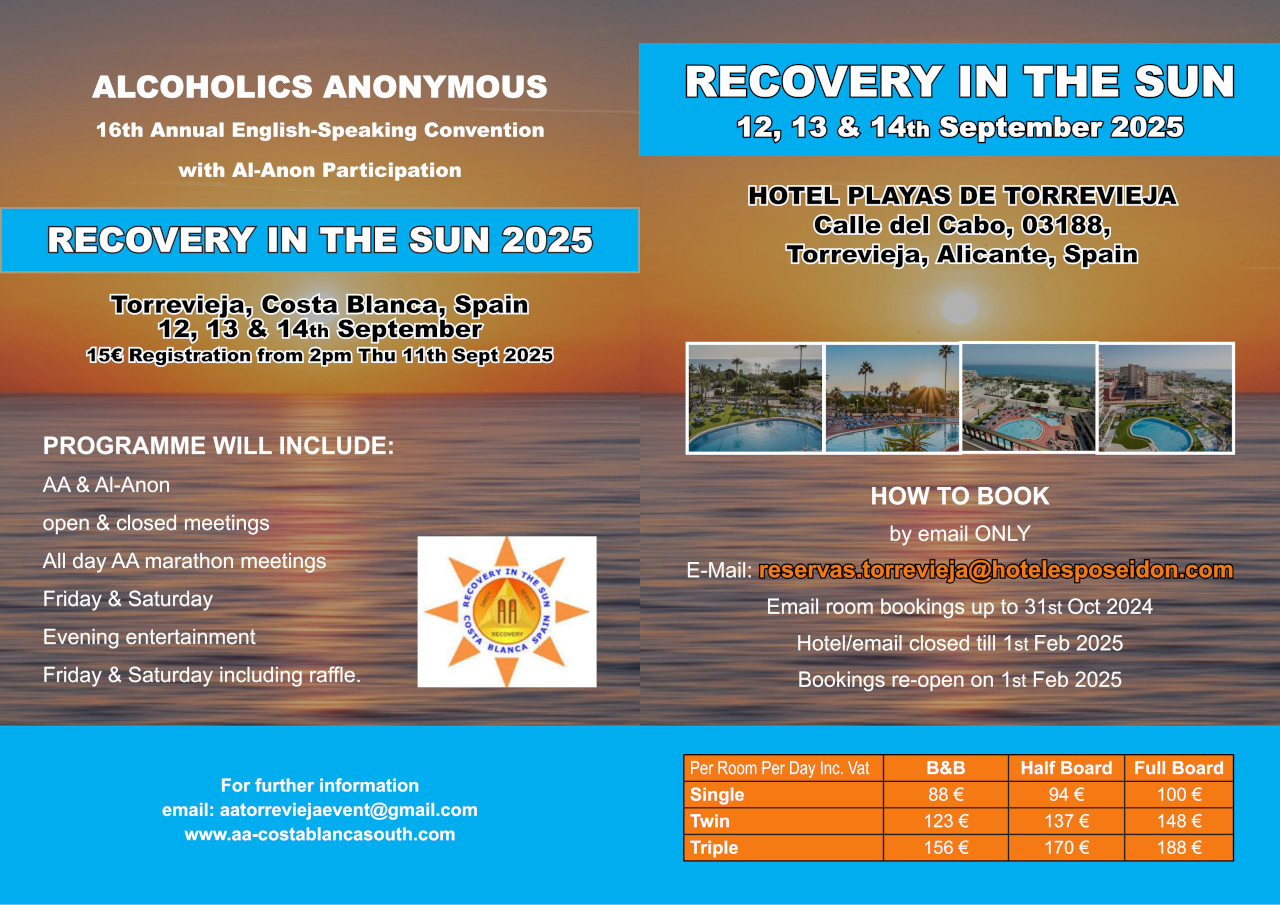 ALCOHOLICS ANONYMOUS
16th Annual English-Speaking Convention
with Al-Anon Participation
RECOVERY IN THE SUN 2025
Torrevieja, Costa Blanca, Spain
12, 13 & 14th September
15€ Registration from 2pm Thu 11th Sept 2025
PROGRAMME WILL INCLUDE:
AA & Al-Anon
open & closed meetings
All day AA marathon meetings
Friday & Saturday
Evening entertainment
Friday & Saturday including raffle.
RECOVERY IN THE SUN
COSTA BLANCA SPAIN
UNITY
SERVICE
AA
RECOVERY
For further information
email: aatorreviejaevent@gmail.com
www.aa-costablancasouth.com
RECOVERY IN THE SUN
12, 13 & 14th September 2025
HOTEL PLAYAS DE TORREVIEJA
Calle del Cabo, 03188,
Torrevieja, Alicante, Spain
HOW TO BOOK
by email ONLY
E-Mail: reservas.torrevieja@hotelesposeidon.com
Email room bookings up to 31st Oct 2024
Hotel/email closed till 1st Feb 2025
Bookings re-open on 1st Feb 2025
Per Room Per Day Inc. Vat B&B Half Board Full Board
Single 88 € 94 € 100 €
Twin 123 € 137 € 148 €
Triple 156 € 170 € 188 €